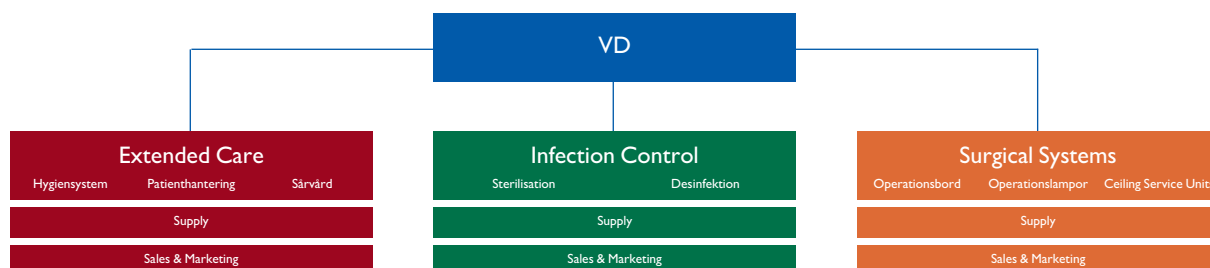 VD
Extended Care
Hygiensystem Patienthantering Sårvård
Supply
Sales & Marketing
Infection Control
Sterilisation Desinfektion
Supply
Sales & Marketing
Surgical Systems
Operationsbord Operationslampor Ceiling Service Unit
Supply
Sales & Marketing